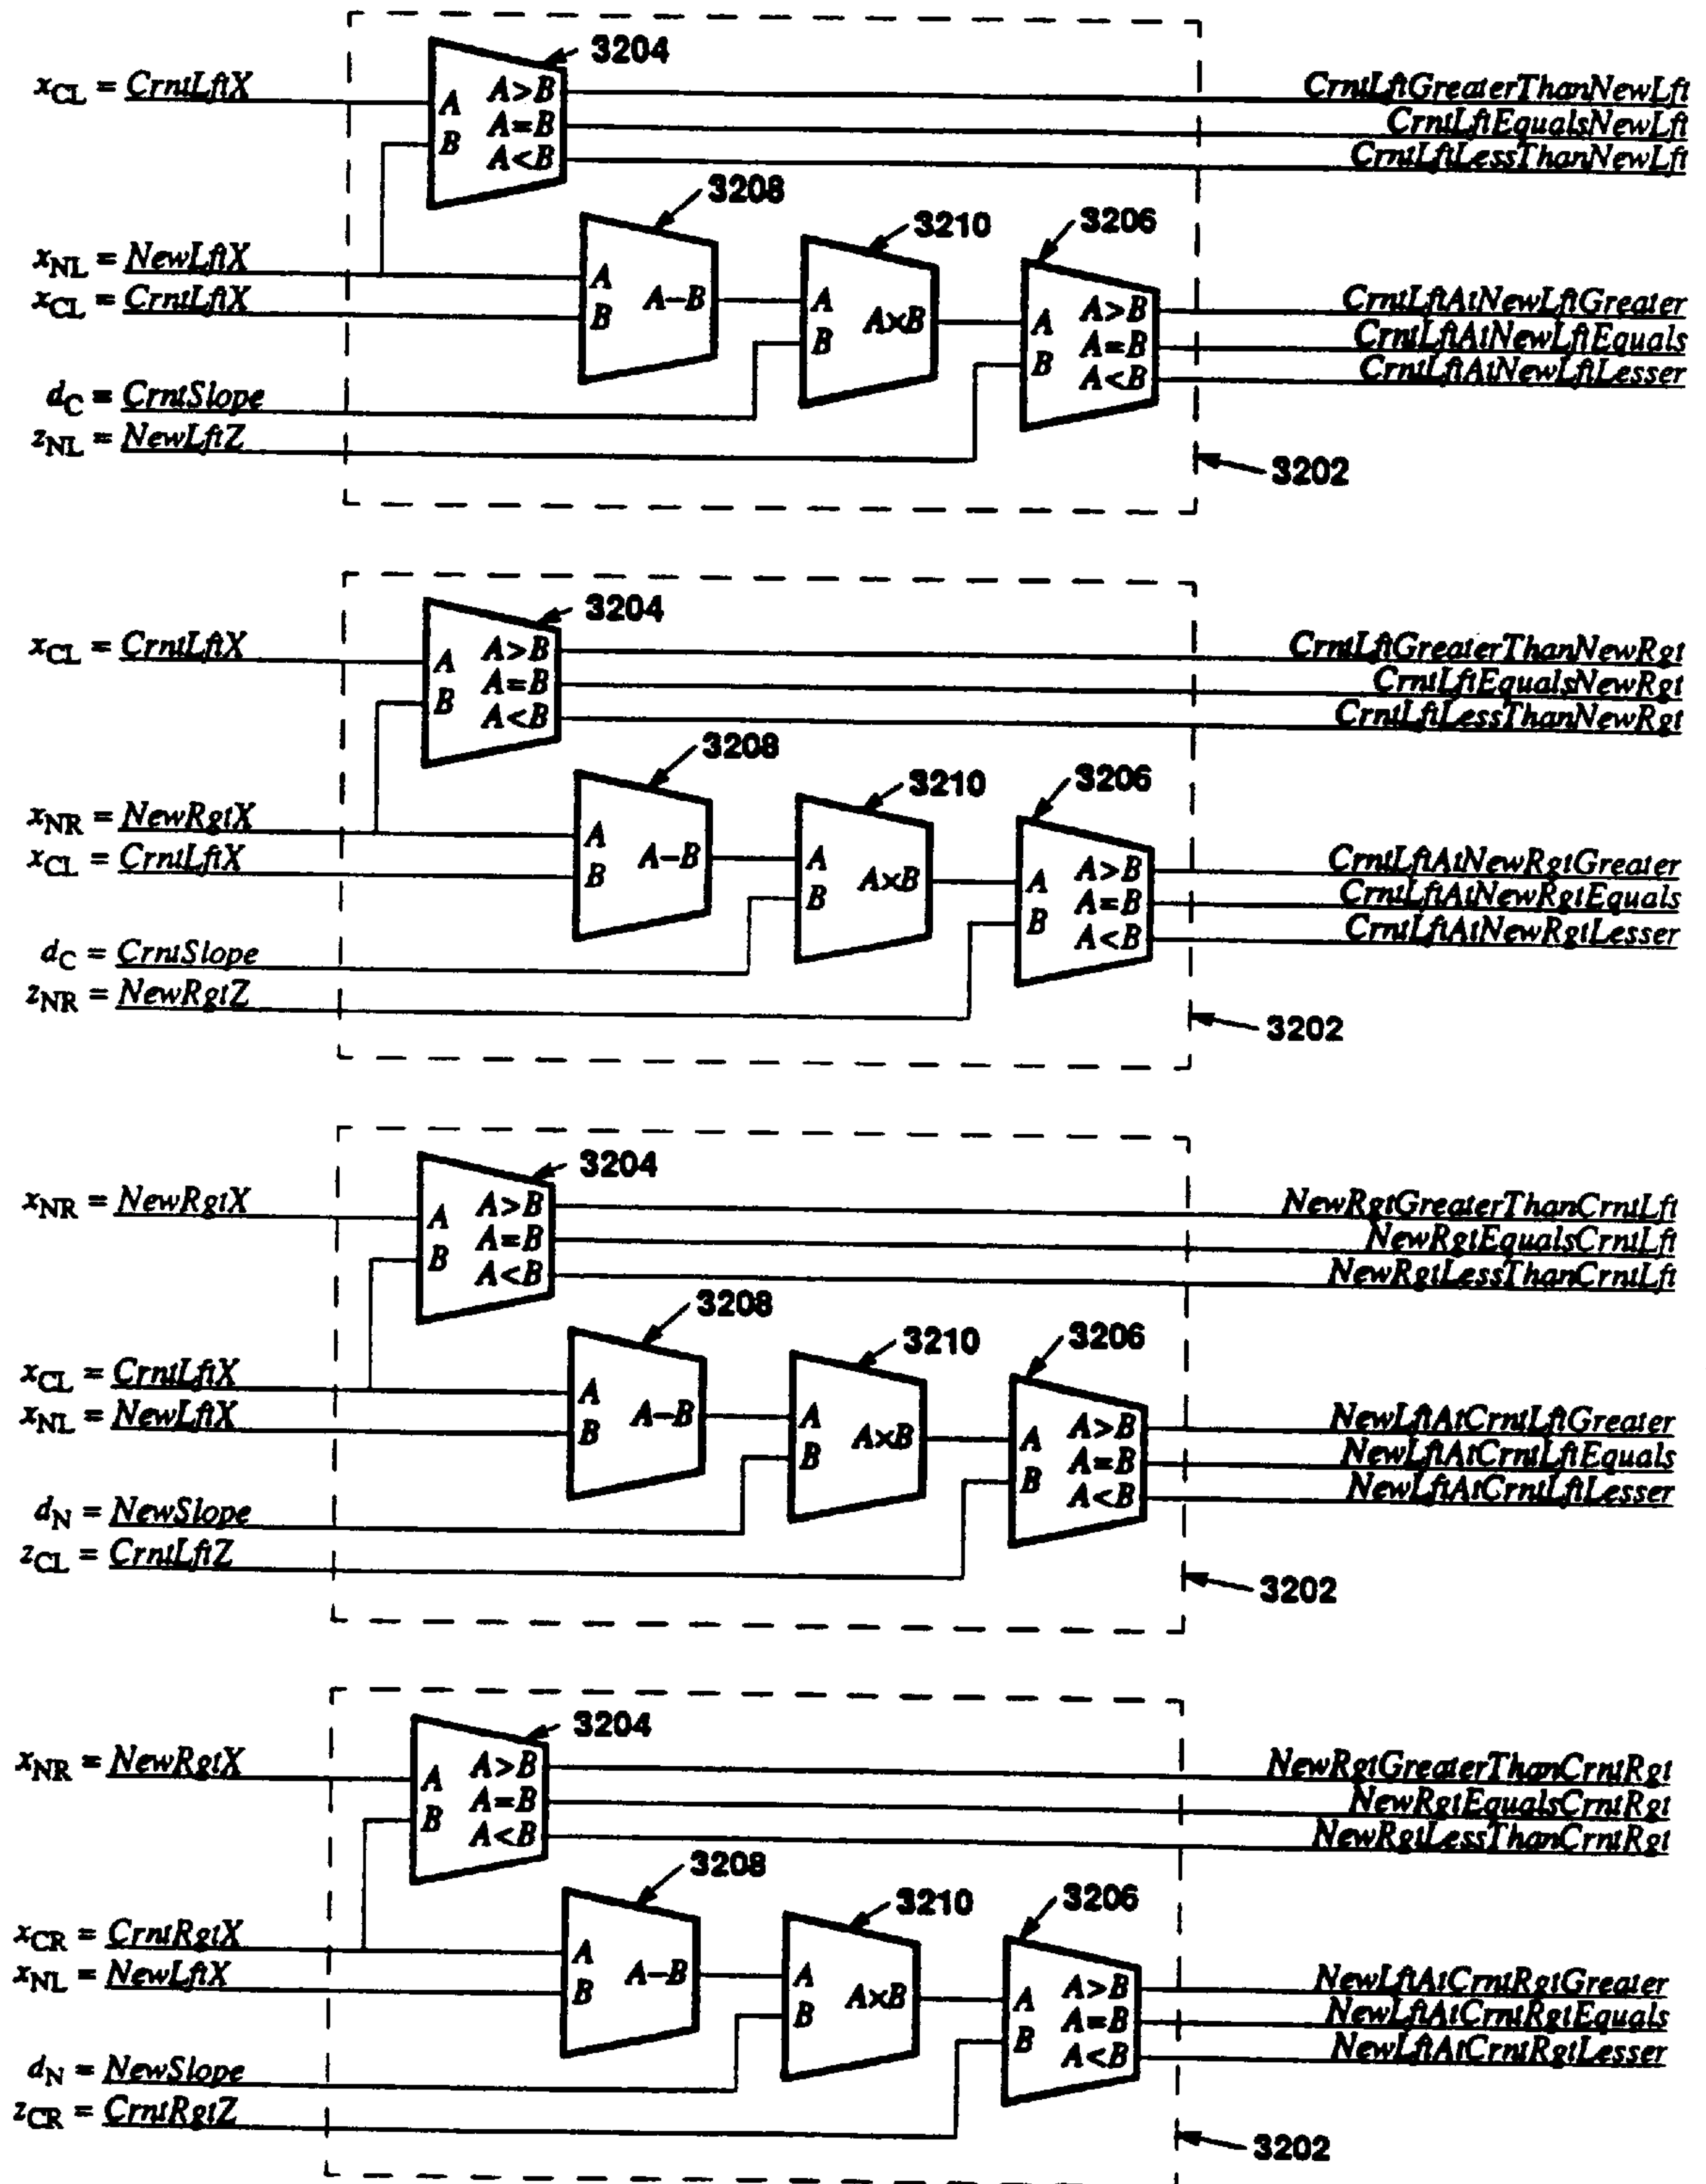 3204
x_CL = CrntLftX
A A>B CrntLftGreaterThanNewLft
A=B CrntLftEqualsNewLft
B A<B CrntLftLessThanNewLft
3208
3210
3206
x_NL = NewLftX
x_CL = CrntLftX
A
B A−B
A
B A×B
A A>B CrntLftAtNewLftGreater
A=B CrntLftAtNewLftEquals
B A<B CrntLftAtNewLftLesser
d_C = CrntSlope
z_NL = NewLftZ
3202
3204
x_CL = CrntLftX
A A>B CrntLftGreaterThanNewRgt
A=B CrntLftEqualsNewRgt
B A<B CrntLftLessThanNewRgt
3208
3210
3206
x_NR = NewRgtX
x_CL = CrntLftX
A
B A−B
A
B A×B
A A>B CrntLftAtNewRgtGreater
A=B CrntLftAtNewRgtEquals
B A<B CrntLftAtNewRgtLesser
d_C = CrntSlope
z_NR = NewRgtZ
3202
3204
x_NR = NewRgtX
A A>B NewRgtGreaterThanCrntLft
A=B NewRgtEqualsCrntLft
B A<B NewRgtLessThanCrntLft
3208
3210
3206
x_CL = CrntLftX
x_NL = NewLftX
A
B A−B
A
B A×B
A A>B NewLftAtCrntLftGreater
A=B NewLftAtCrntLftEquals
B A<B NewLftAtCrntLftLesser
d_N = NewSlope
z_CL = CrntLftZ
3202
3204
x_NR = NewRgtX
A A>B NewRgtGreaterThanCrntRgt
A=B NewRgtEqualsCrntRgt
B A<B NewRgtLessThanCrntRgt
3208
3210
3206
x_CR = CrntRgtX
x_NL = NewLftX
A
B A−B
A
B A×B
A A>B NewLftAtCrntRgtGreater
A=B NewLftAtCrntRgtEquals
B A<B NewLftAtCrntRgtLesser
d_N = NewSlope
z_CR = CrntRgtZ
3202